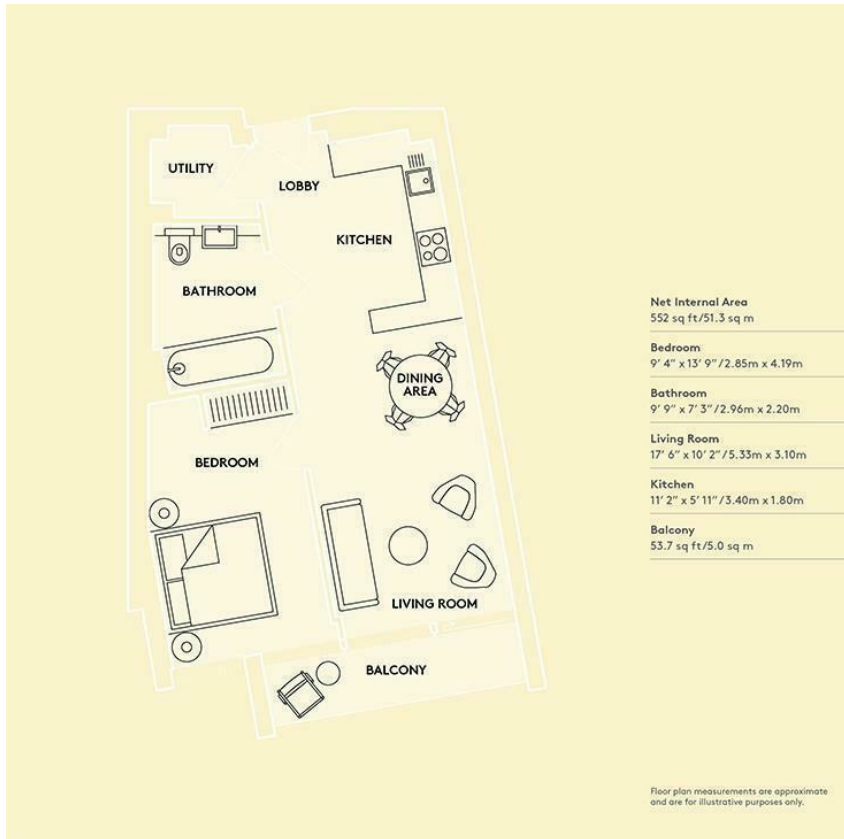 UTILITY
LOBBY
KITCHEN
BATHROOM
DINING
AREA
BEDROOM
LIVING ROOM
BALCONY
Net Internal Area
552 sq ft/51.3 sq m
Bedroom
9' 4" x 13' 9"/2.85m x 4.19m
Bathroom
9' 9" x 7' 3"/2.96m x 2.20m
Living Room
17' 6" x 10' 2"/5.33m x 3.10m
Kitchen
11' 2" x 5' 11"/3.40m x 1.80m
Balcony
53.7 sq ft/5.0 sq m
Floor plan measurements are approximate
and are for illustrative purposes only.